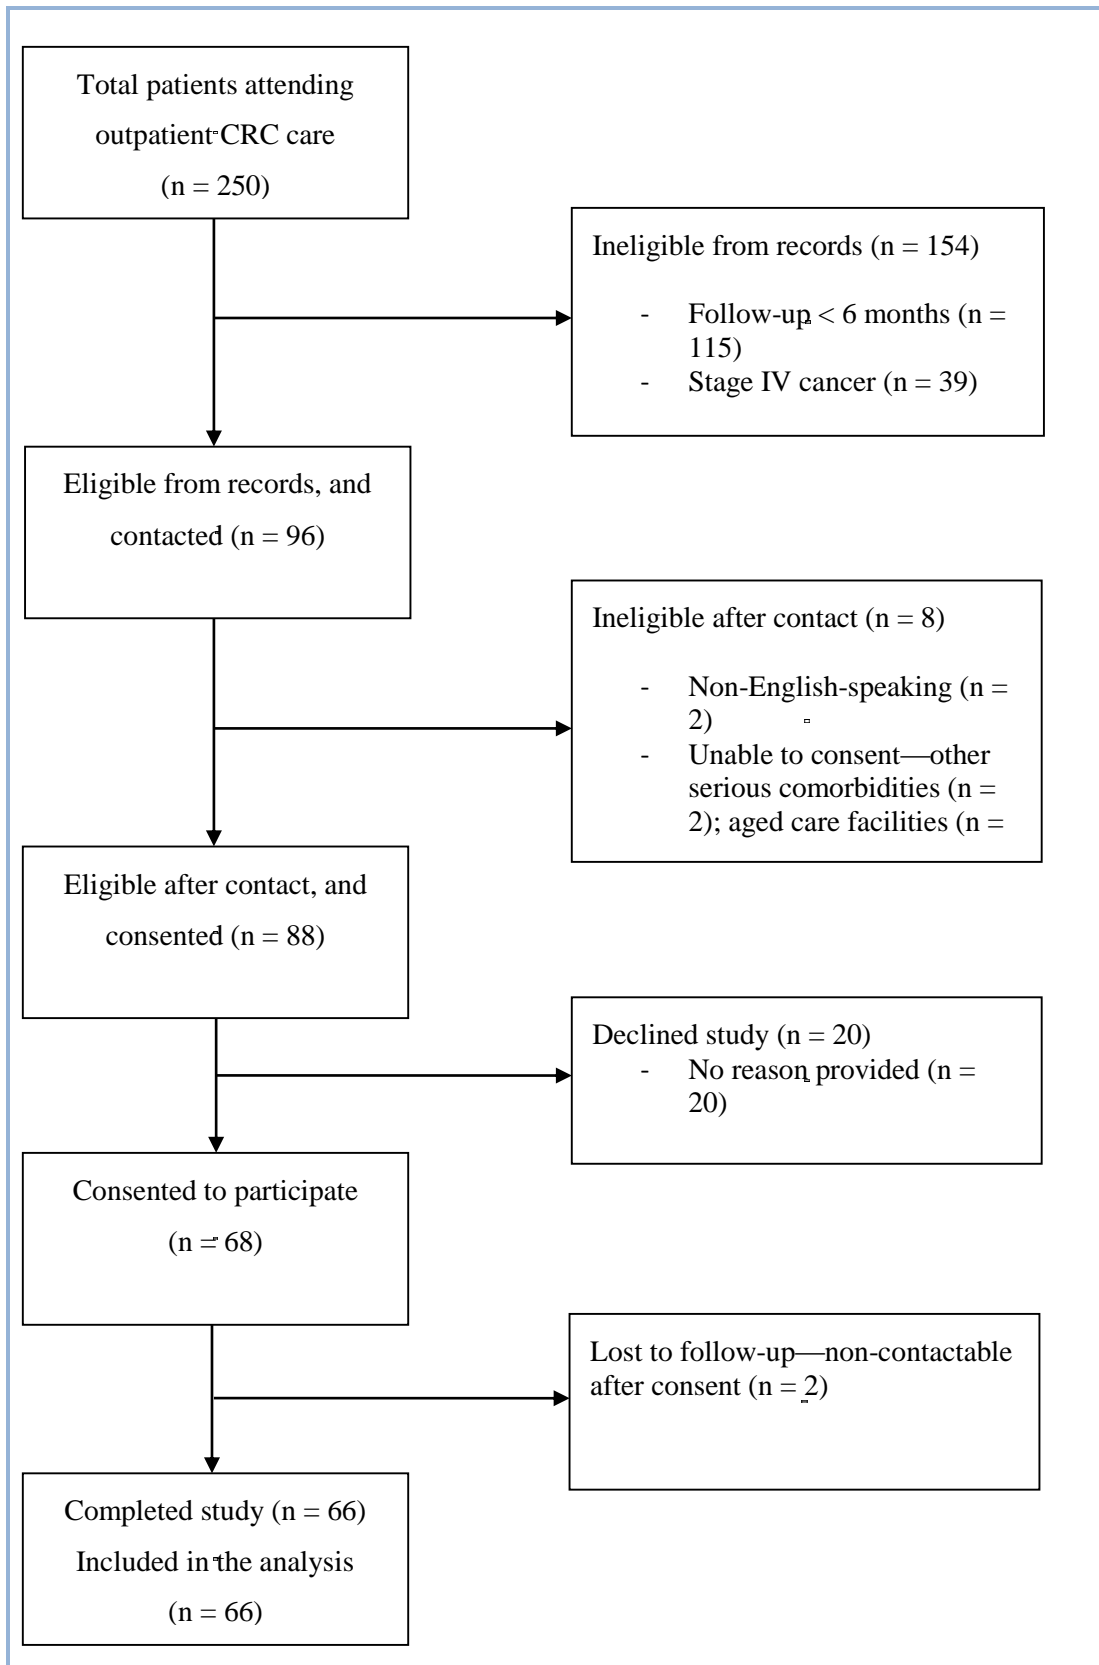 Total patients attending
outpatient CRC care
(n = 250)
Ineligible from records (n = 154)
- Follow-up < 6 months (n =
115)
- Stage IV cancer (n = 39)
Eligible from records, and
contacted (n = 96)
Ineligible after contact (n = 8)
- Non-English-speaking (n =
2)
- Unable to consent—other
serious comorbidities (n =
2); aged care facilities (n =
Eligible after contact, and
consented (n = 88)
Declined study (n = 20)
- No reason provided (n =
20)
Consented to participate
(n = 68)
Lost to follow-up—non-contactable
after consent (n = 2)
Completed study (n = 66)
Included in the analysis
(n = 66)